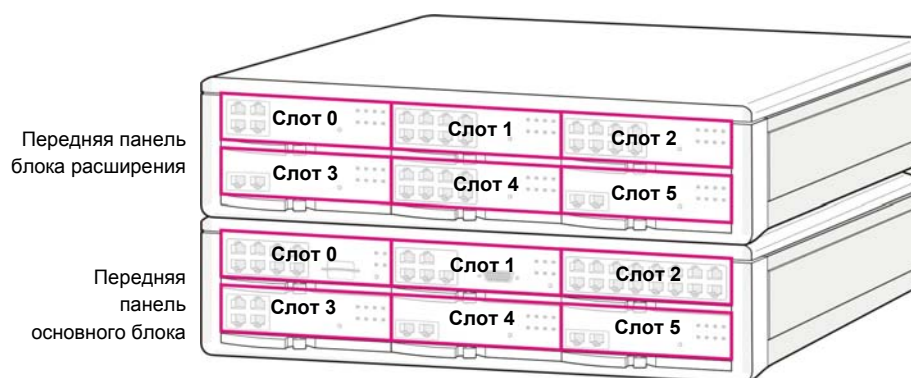 Передняя панель
блока расширения
Слот 0
Слот 1
Слот 2
Слот 3
Слот 4
Слот 5
Передняя
панель
основного блока
Слот 0
Слот 1
Слот 2
Слот 3
Слот 4
Слот 5